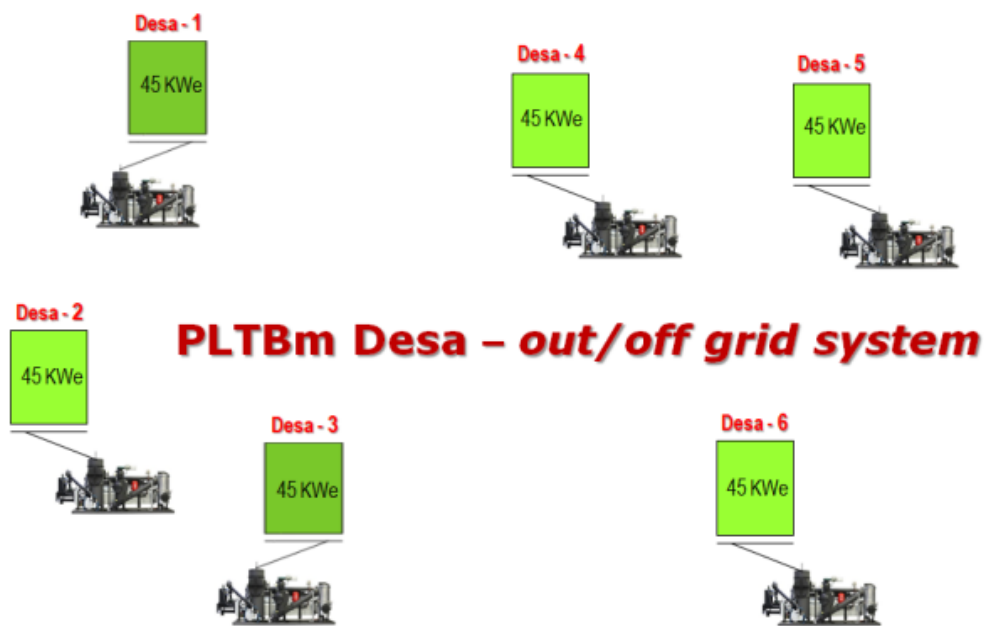 Desa - 1
45 KWe
Desa - 4
45 KWe
Desa - 5
45 KWe
Desa - 2
45 KWe
PLTBm Desa – out/off grid system
Desa - 3
45 KWe
Desa - 6
45 KWe